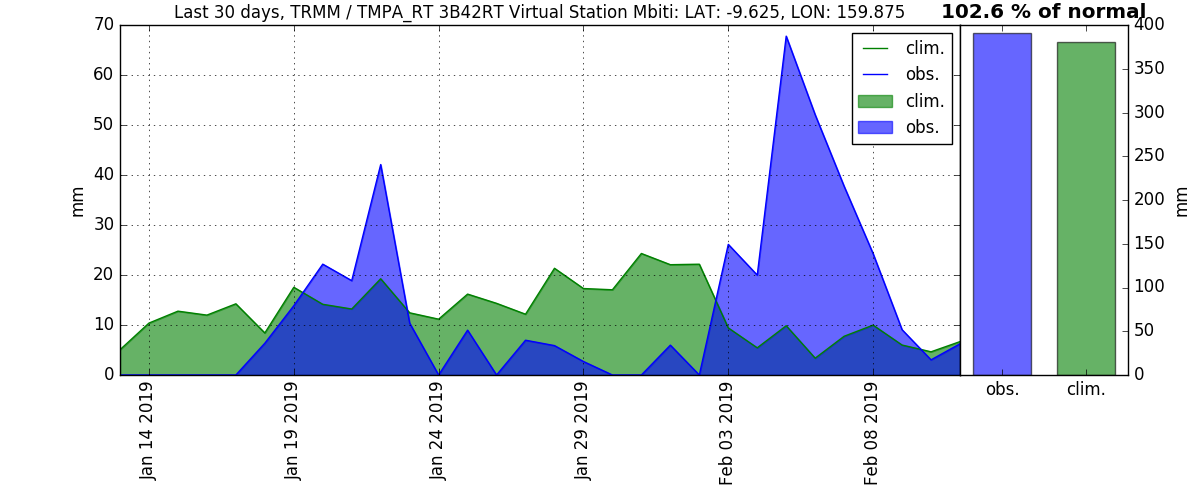 Last 30 days, TRMM / TMPA_RT 3B42RT Virtual Station Mbiti: LAT: -9.625, LON: 159.875
102.6 % of normal
70
60
50
40
30
20
10
0
mm
clim.
obs.
clim.
obs.
Jan 14 2019
Jan 19 2019
Jan 24 2019
Jan 29 2019
Feb 03 2019
Feb 08 2019
400
350
300
250
200
150
100
50
0
mm
obs.
clim.